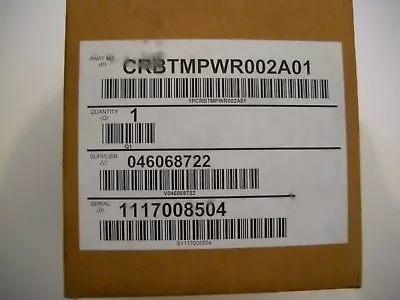 PART NO. CRBTMPWR002A01
(P)
1PCRBTMPWR002A01
QUANTITY 1
(Q)
Q1
SUPPLIER 046068722
(V)
V046068722
SERIAL 1117008504
(S)
S1117008504